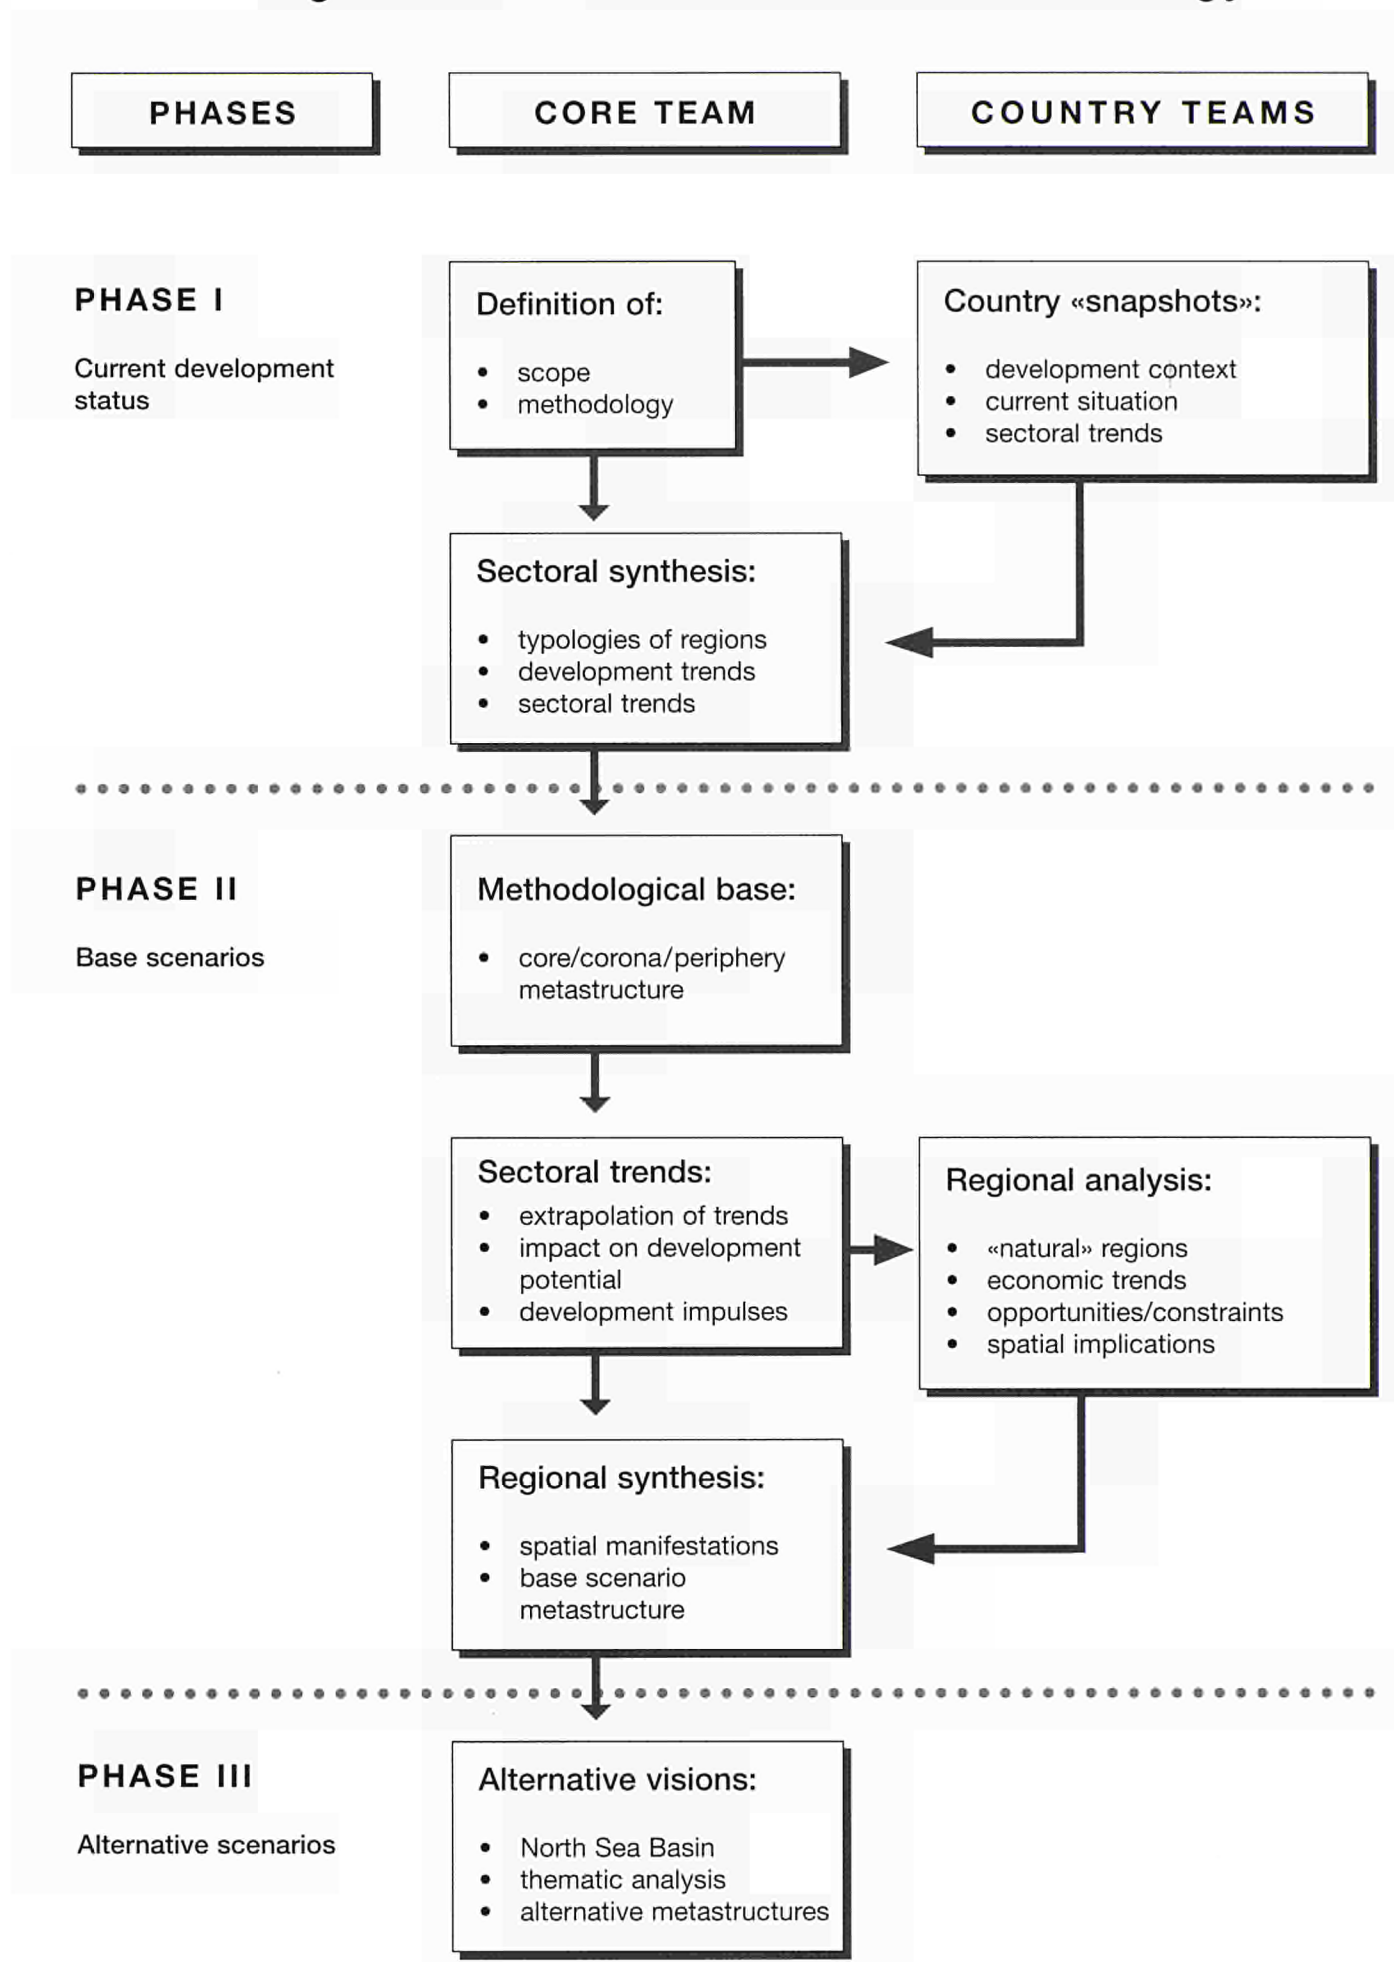 PHASES
CORE TEAM
COUNTRY TEAMS
PHASE I
Current development
status
Definition of:
• scope
• methodology
Country «snapshots»:
• development context
• current situation
• sectoral trends
Sectoral synthesis:
• typologies of regions
• development trends
• sectoral trends
PHASE II
Base scenarios
Methodological base:
• core/corona/periphery
metastructure
Sectoral trends:
• extrapolation of trends
• impact on development
potential
• development impulses
Regional analysis:
• «natural» regions
• economic trends
• opportunities/constraints
• spatial implications
Regional synthesis:
• spatial manifestations
• base scenario
metastructure
PHASE III
Alternative scenarios
Alternative visions:
• North Sea Basin
• thematic analysis
• alternative metastructures